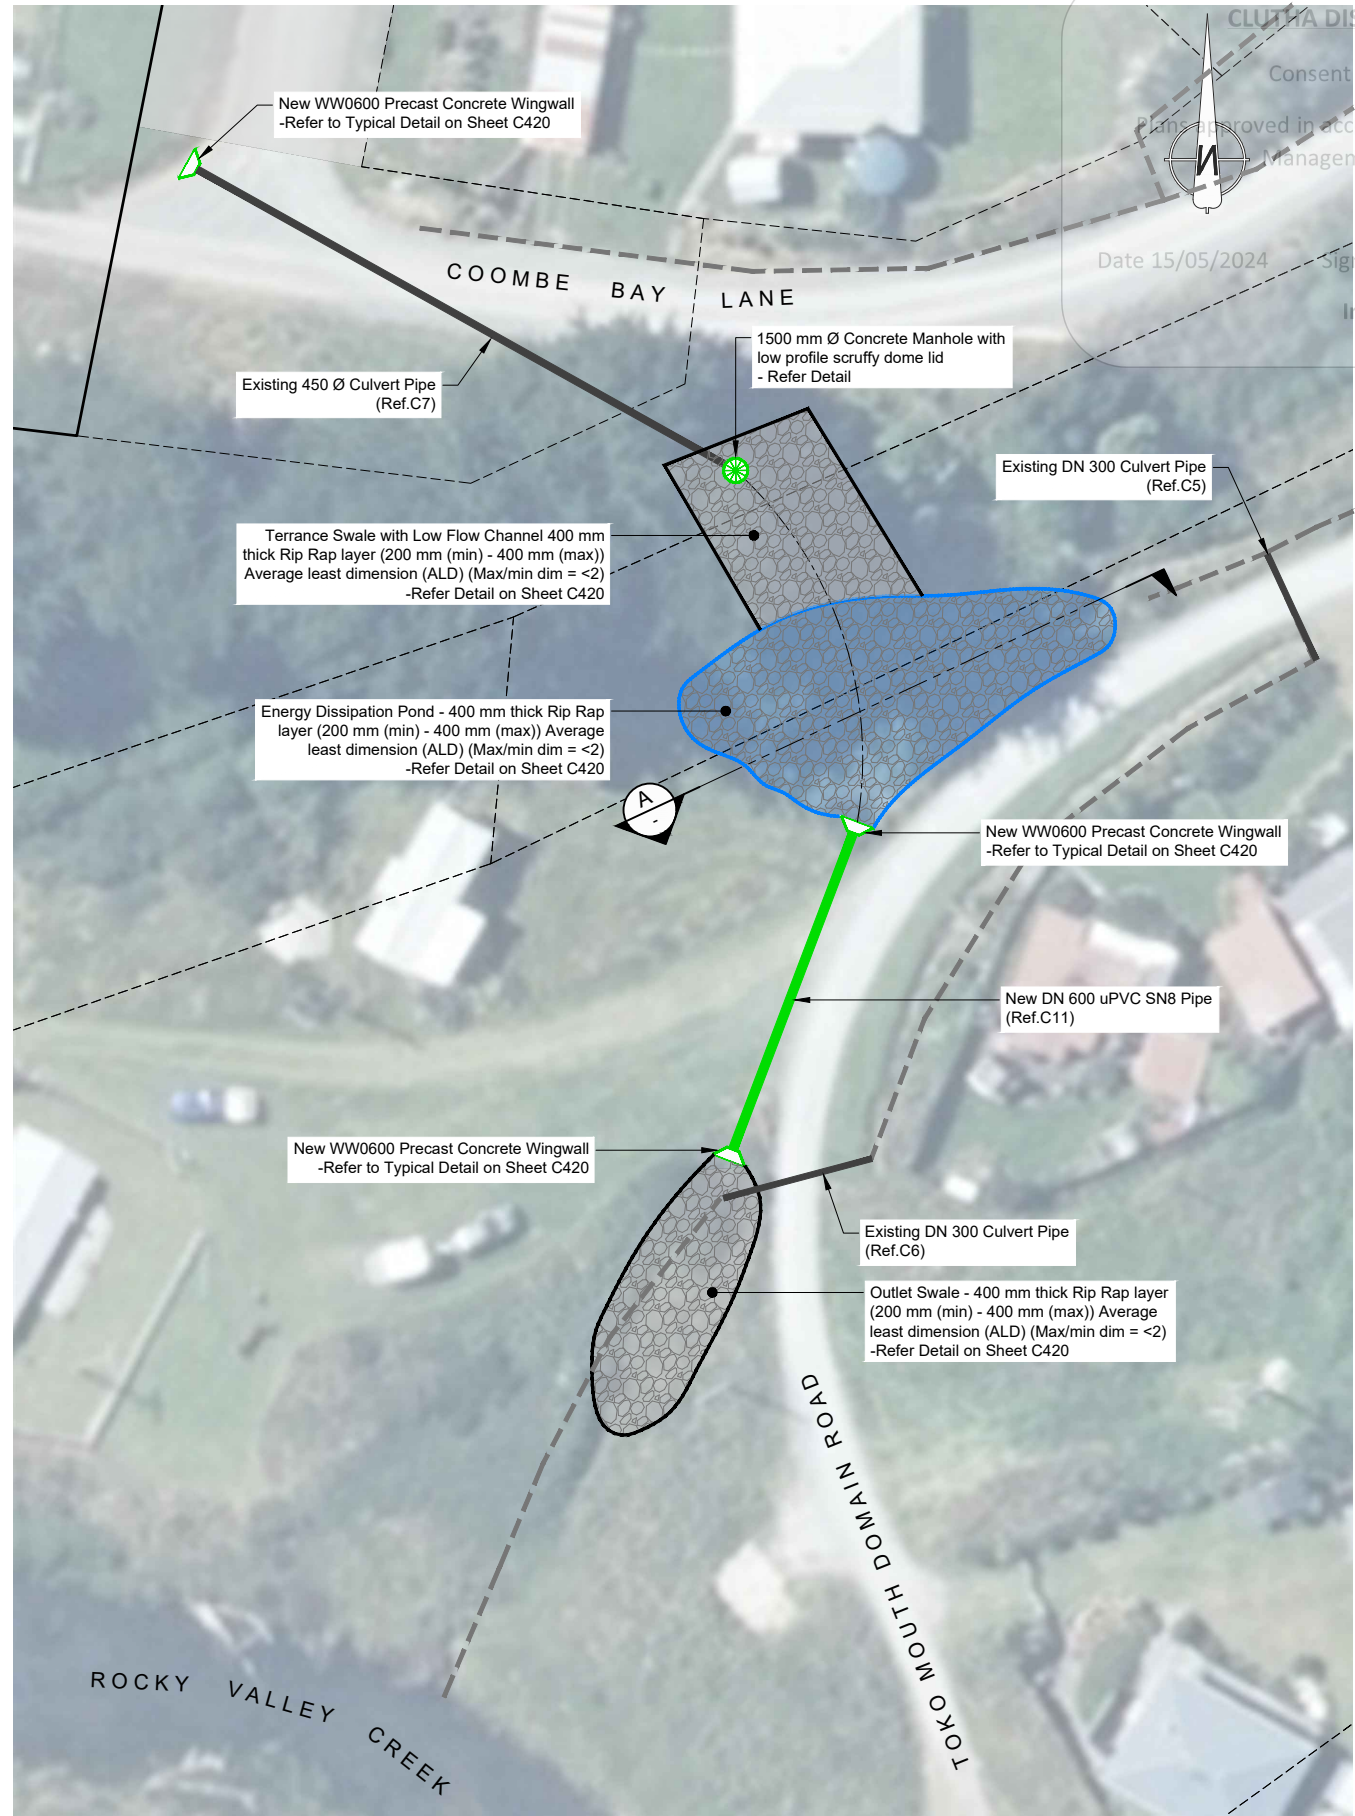 CLUTHA DIS
Consent
Plans approved in acc
Managem
Date 15/05/2024 Sig
N
New WW0600 Precast Concrete Wingwall
-Refer to Typical Detail on Sheet C420
COOMBE BAY LANE
1500 mm Ø Concrete Manhole with
low profile scruffy dome lid
- Refer Detail
Existing 450 Ø Culvert Pipe
(Ref.C7)
Existing DN 300 Culvert Pipe
(Ref.C5)
Terrance Swale with Low Flow Channel 400 mm
thick Rip Rap layer (200 mm (min) - 400 mm (max))
Average least dimension (ALD) (Max/min dim = <2)
-Refer Detail on Sheet C420
Energy Dissipation Pond - 400 mm thick Rip Rap
layer (200 mm (min) - 400 mm (max)) Average
least dimension (ALD) (Max/min dim = <2)
-Refer Detail on Sheet C420
A
-
New WW0600 Precast Concrete Wingwall
-Refer to Typical Detail on Sheet C420
New DN 600 uPVC SN8 Pipe
(Ref.C11)
New WW0600 Precast Concrete Wingwall
-Refer to Typical Detail on Sheet C420
Existing DN 300 Culvert Pipe
(Ref.C6)
Outlet Swale - 400 mm thick Rip Rap layer
(200 mm (min) - 400 mm (max)) Average
least dimension (ALD) (Max/min dim = <2)
-Refer Detail on Sheet C420
TOKO MOUTH DOMAIN ROAD
ROCKY VALLEY CREEK